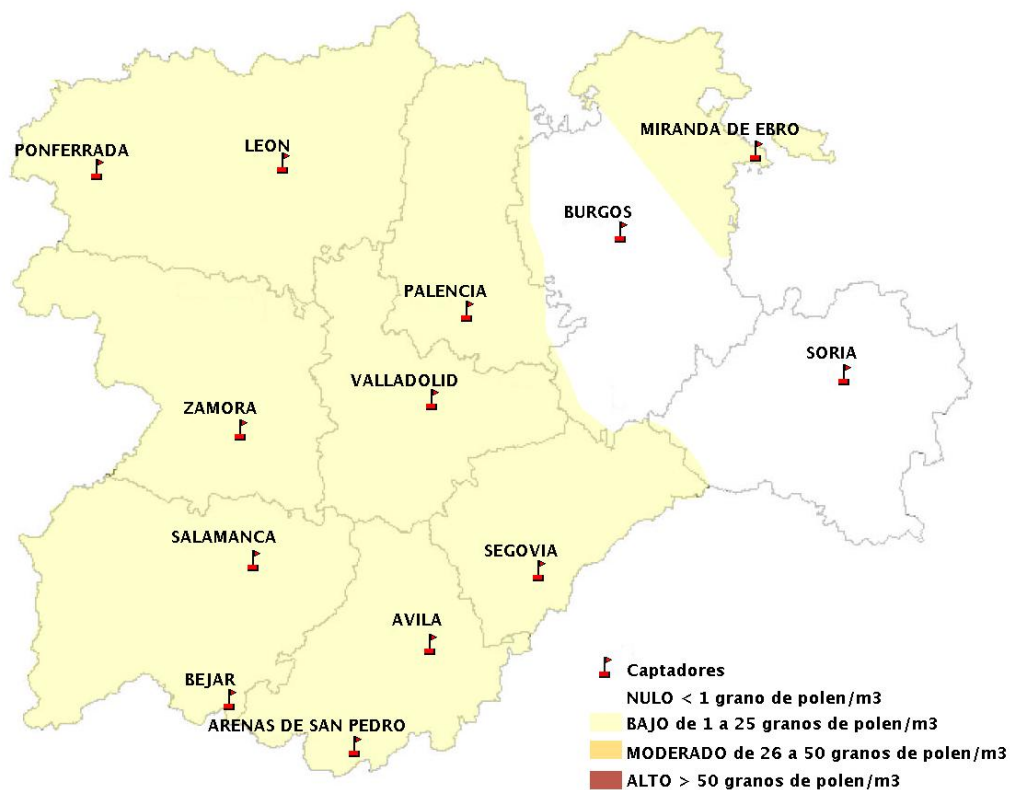 MIRANDA DE EBRO
PONFERRADA
LEON
BURGOS
PALENCIA
SORIA
VALLADOLID
ZAMORA
SALAMANCA
SEGOVIA
AVILA
BEJAR
ARENAS DE SAN PEDRO
Captadores
NULO < 1 grano de polen/m3
BAJO de 1 a 25 granos de polen/m3
MODERADO de 26 a 50 granos de polen/m3
ALTO > 50 granos de polen/m3